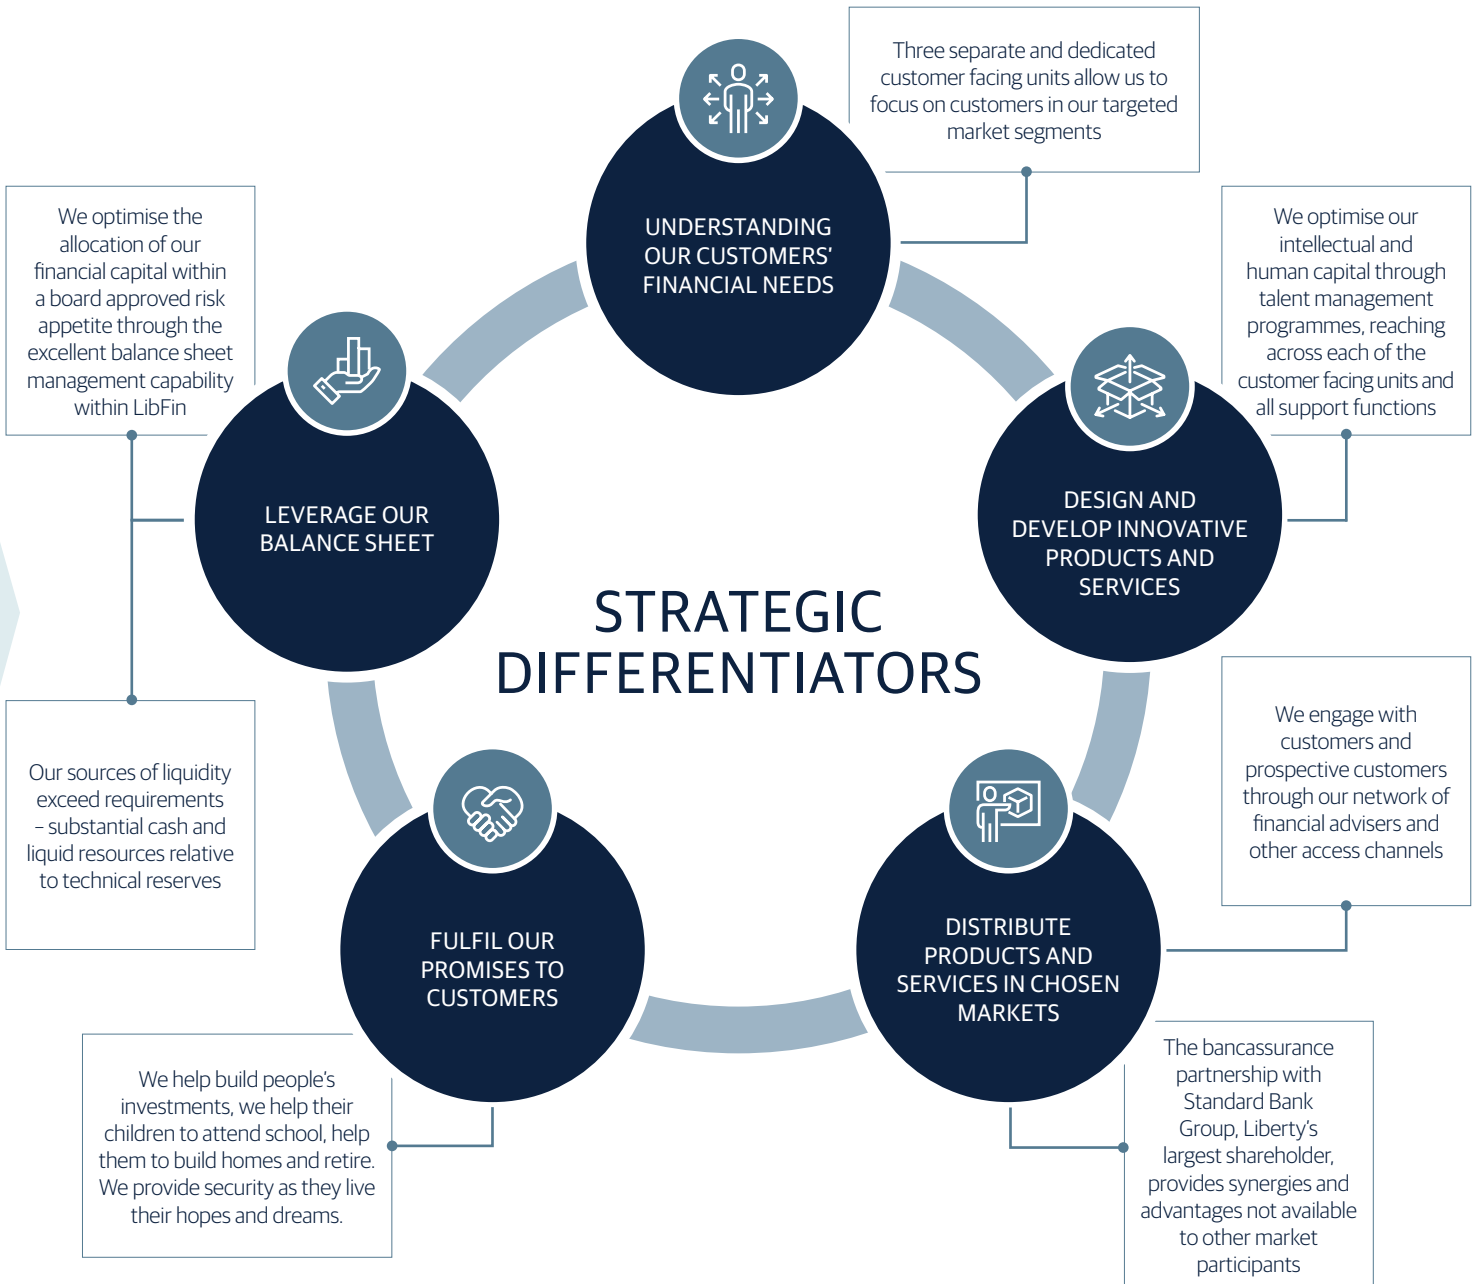 Three separate and dedicated
customer facing units allow us to
focus on customers in our targeted
market segments
UNDERSTANDING
OUR CUSTOMERS'
FINANCIAL NEEDS
We optimise our
intellectual and
human capital through
talent management
programmes, reaching
across each of the
customer facing units and
all support functions
DESIGN AND
DEVELOP INNOVATIVE
PRODUCTS AND
SERVICES
We optimise the
allocation of our
financial capital within
a board approved risk
appetite through the
excellent balance sheet
management capability
within LibFin
LEVERAGE OUR
BALANCE SHEET
STRATEGIC
DIFFERENTIATORS
Our sources of liquidity
exceed requirements
– substantial cash and
liquid resources relative
to technical reserves
We engage with
customers and
prospective customers
through our network of
financial advisers and
other access channels
FULFIL OUR
PROMISES TO
CUSTOMERS
DISTRIBUTE
PRODUCTS AND
SERVICES IN CHOSEN
MARKETS
We help build people's
investments, we help their
children to attend school, help
them to build homes and retire.
We provide security as they live
their hopes and dreams.
The bancassurance
partnership with
Standard Bank
Group, Liberty's
largest shareholder,
provides synergies and
advantages not available
to other market
participants